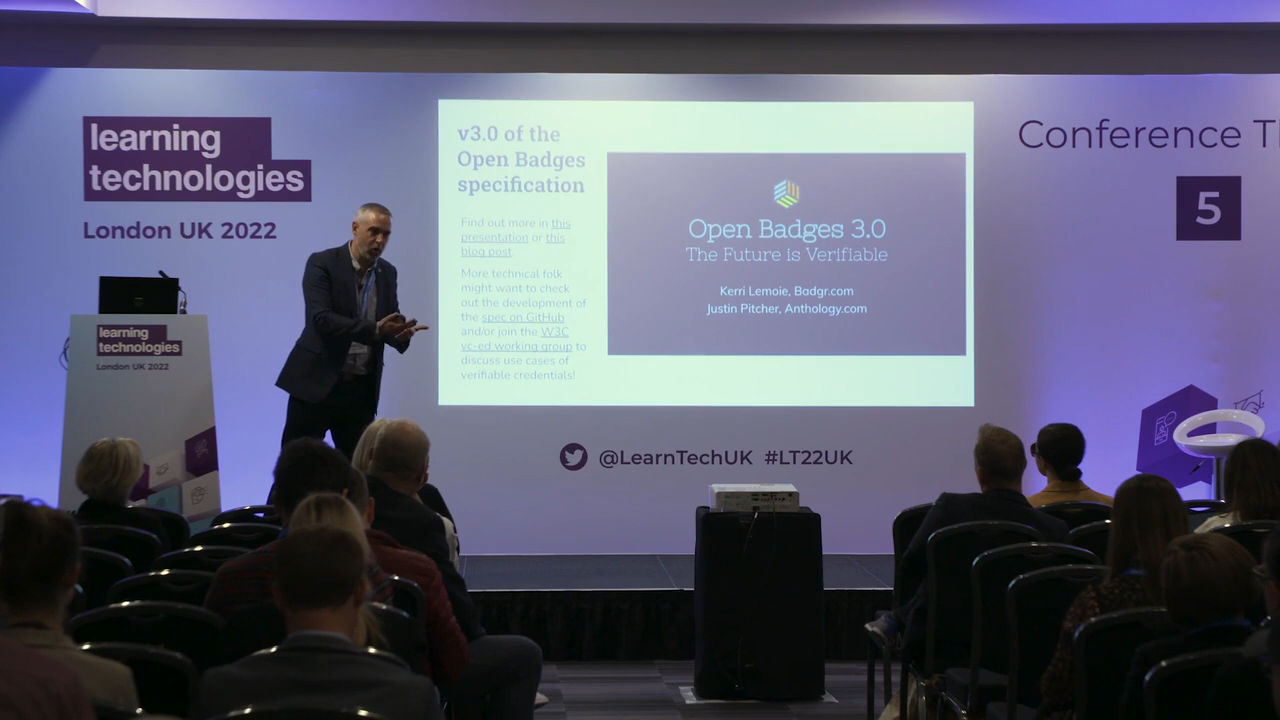 learning
technologies
London UK 2022
learning
technologies
London UK 2022
v3.0 of the
Open Badges
specification
Find out more in this
presentation or this
blog post.
More technical folk
might want to check
out the development of
the spec on GitHub
and/or join the W3C
vc-ed working group to
discuss use cases of
verifiable credentials!
Open Badges 3.0
The Future is Verifiable
Kerri Lemoie, Badgr.com
Justin Pitcher, Anthology.com
@LearnTechUK #LT22UK
Conference T
5